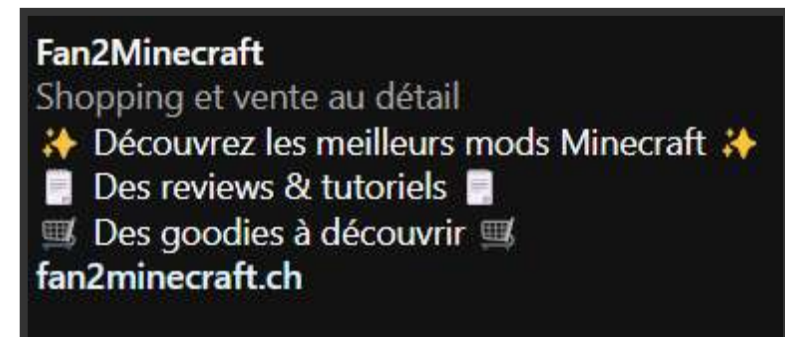 Fan2Minecraft
Shopping et vente au détail
✨ Découvrez les meilleurs mods Minecraft ✨
🗒️ Des reviews & tutoriels 🗒️
🛒 Des goodies à découvrir 🛒
fan2minecraft.ch